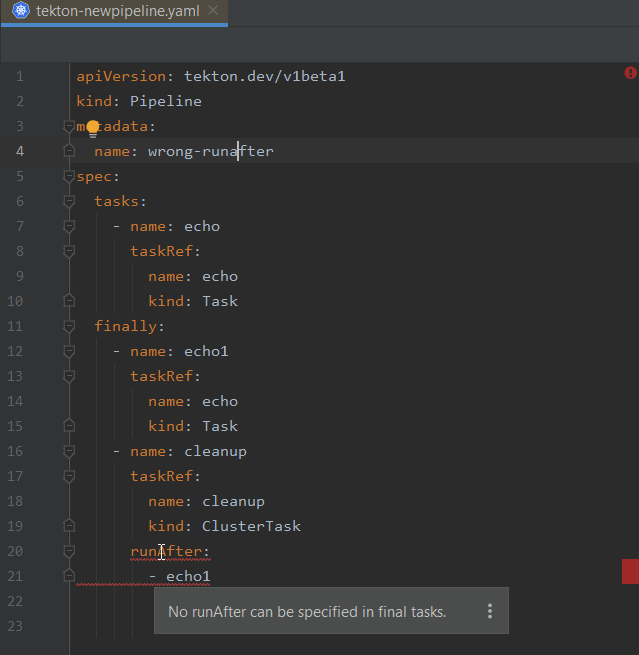 tekton-newpipeline.yaml
1 apiVersion: tekton.dev/v1beta1
2 kind: Pipeline
3 metadata:
4   name: wrong-runafter
5 spec:
6   tasks:
7     - name: echo
8       taskRef:
9         name: echo
10         kind: Task
11   finally:
12     - name: echo1
13       taskRef:
14         name: echo
15         kind: Task
16     - name: cleanup
17       taskRef:
18         name: cleanup
19         kind: ClusterTask
20       runAfter:
21         - echo1
22
No runAfter can be specified in final tasks.
23